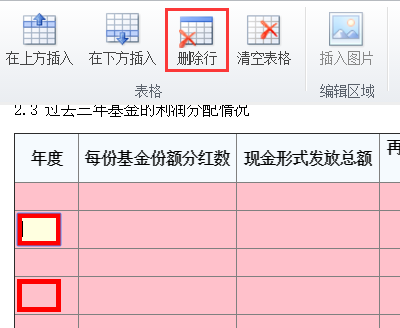 在上方插入 在下方插入 删除行 清空表格 插入图片
表格 编辑区域
2.3 过去三年基金的利润分配情况
年度 每份基金份额分红数 现金形式发放总额 再